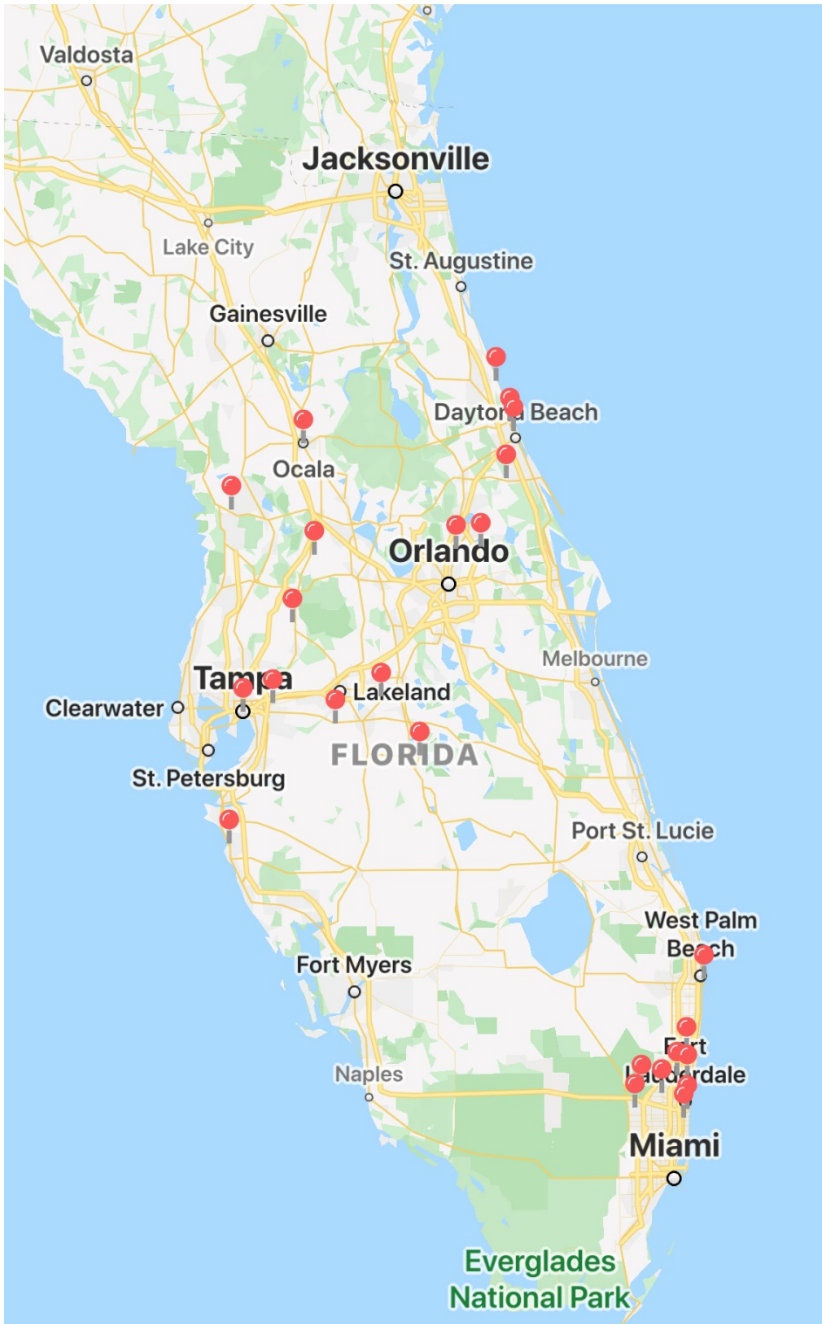 Valdosta
Jacksonville
Lake City
St. Augustine
Gainesville
Daytona Beach
Ocala
Orlando
Melbourne
Tampa
Lakeland
Clearwater
FLORIDA
St. Petersburg
Port St. Lucie
West Palm
Beach
Fort Myers
Fort
Lauderdale
Naples
Miami
Everglades
National Park